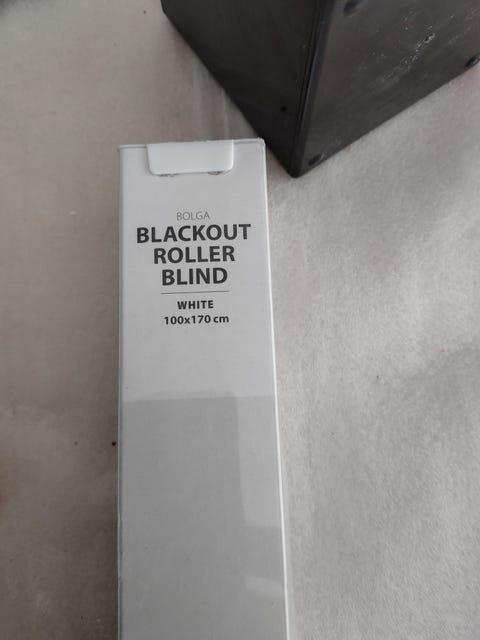 BOLGA
BLACKOUT
ROLLER
BLIND
WHITE
100x170 cm